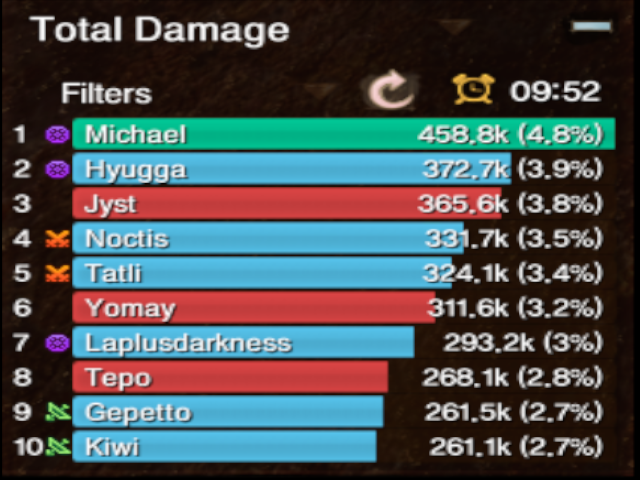 Total Damage
Filters 09:52
1 Michael 458.8k (4.8%)
2 Hyugga 372.7k (3.9%)
3 Jyst 365.6k (3.8%)
4 Noctis 331.7k (3.5%)
5 Tatli 324.1k (3.4%)
6 Yomay 311.6k (3.2%)
7 Laplusdarkness 293.2k (3%)
8 Tepo 268.1k (2.8%)
9 Gepetto 261.5k (2.7%)
10 Kiwi 261.1k (2.7%)